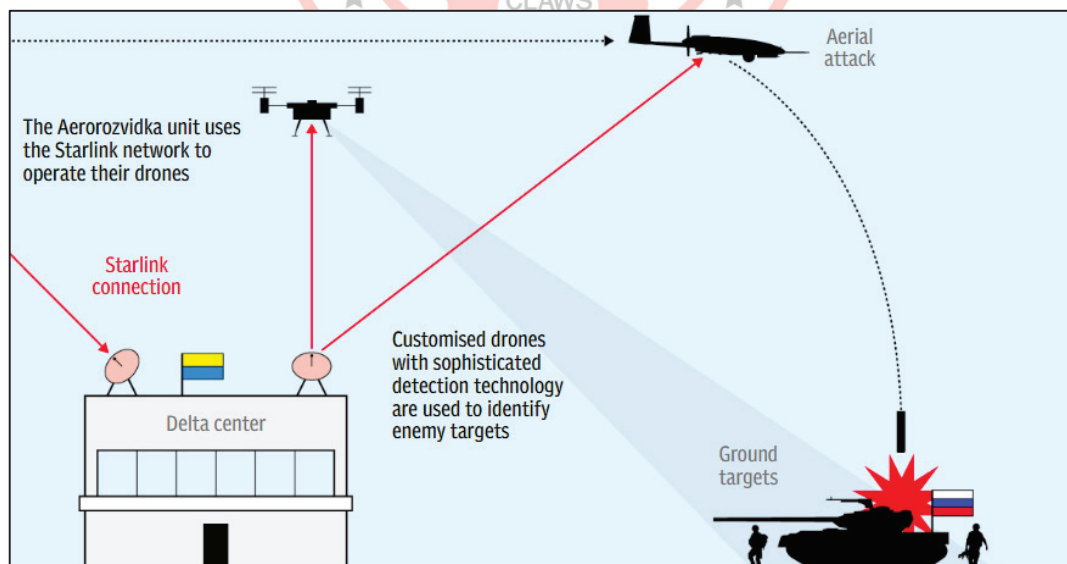 CLAWS
Aerial
attack
The Aerorozvidka unit uses
the Starlink network to
operate their drones
Starlink
connection
Customised drones
with sophisticated
detection technology
are used to identify
enemy targets
Delta center
Ground
targets